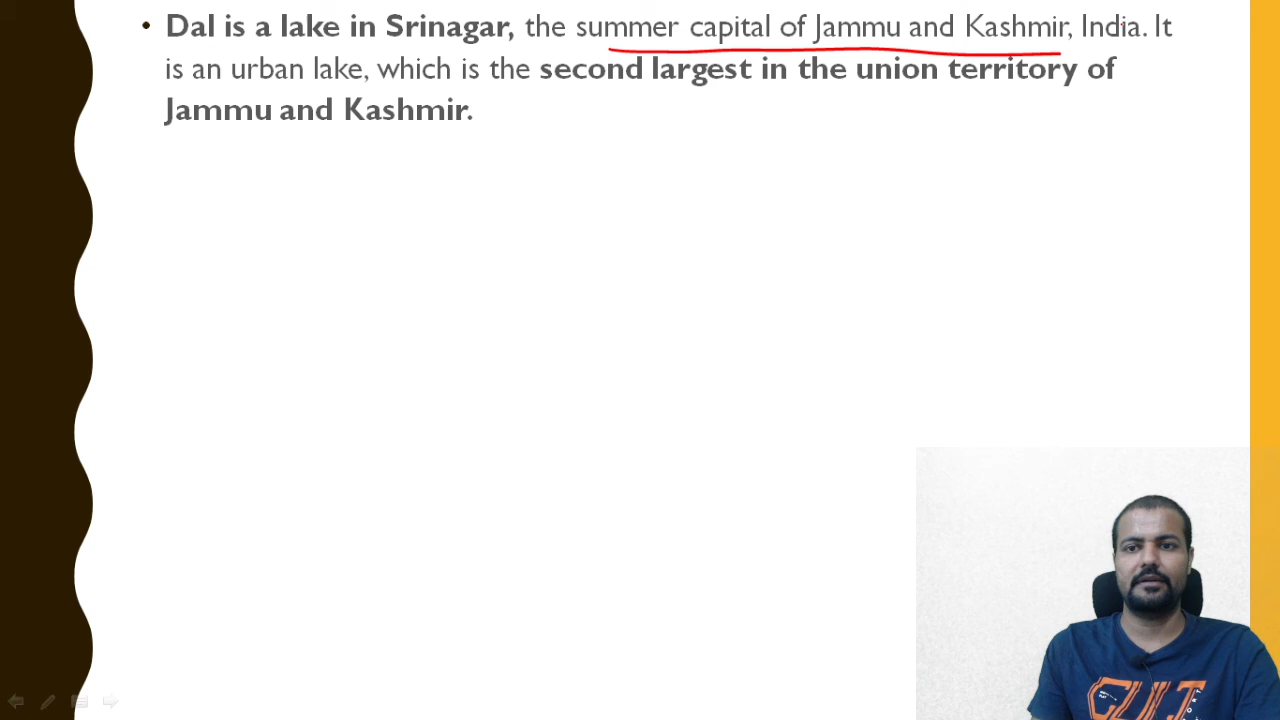 • Dal is a lake in Srinagar, the summer capital of Jammu and Kashmir, India. It
is an urban lake, which is the second largest in the union territory of
Jammu and Kashmir.
CULT